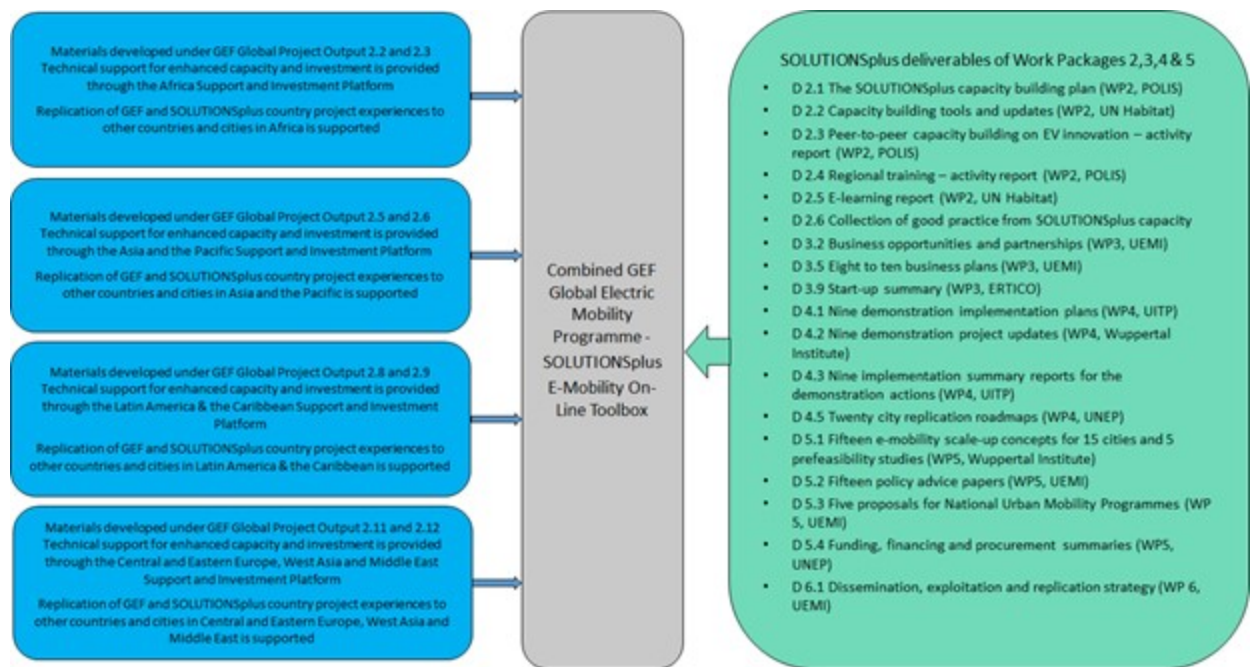 Materials developed under GEF Global Project Output 2.2 and 2.3
Technical support for enhanced capacity and investment is provided
through the Africa Support and Investment Platform
Replication of GEF and SOLUTIONSplus country project experiences to
other countries and cities in Africa is supported
Materials developed under GEF Global Project Output 2.5 and 2.6
Technical support for enhanced capacity and investment is provided
through the Asia and the Pacific Support and Investment Platform
Replication of GEF and SOLUTIONSplus country project experiences to
other countries and cities in Asia and the Pacific is supported
Materials developed under GEF Global Project Output 2.8 and 2.9
Technical support for enhanced capacity and investment is provided
through the Latin America & the Caribbean Support and Investment
Platform
Replication of GEF and SOLUTIONSplus country project experiences to
other countries and cities in Latin America & the Caribbean is supported
Materials developed under GEF Global Project Output 2.11 and 2.12
Technical support for enhanced capacity and investment is provided
through the Central and Eastern Europe, West Asia and Middle East
Support and Investment Platform
Replication of GEF and SOLUTIONSplus country project experiences to
other countries and cities in Central and Eastern Europe, West Asia and
Middle East is supported
Combined GEF
Global Electric
Mobility
Programme -
SOLUTIONSplus
E-Mobility On-
Line Toolbox
SOLUTIONSplus deliverables of Work Packages 2,3,4 & 5
• D 2.1 The SOLUTIONSplus capacity building plan (WP2, POLIS)
• D 2.2 Capacity building tools and updates (WP2, UN Habitat)
• D 2.3 Peer-to-peer capacity building on EV innovation – activity
report (WP2, POLIS)
• D 2.4 Regional training – activity report (WP2, POLIS)
• D 2.5 E-learning report (WP2, UN Habitat)
• D 2.6 Collection of good practice from SOLUTIONSplus capacity
• D 3.2 Business opportunities and partnerships (WP3, UEMI)
• D 3.5 Eight to ten business plans (WP3, UEMI)
• D 3.9 Start-up summary (WP3, ERTICO)
• D 4.1 Nine demonstration implementation plans (WP4, UITP)
• D 4.2 Nine demonstration project updates (WP4, Wuppertal
Institute)
• D 4.3 Nine implementation summary reports for the
demonstration actions (WP4, UITP)
• D 4.5 Twenty city replication roadmaps (WP4, UNEP)
• D 5.1 Fifteen e-mobility scale-up concepts for 15 cities and 5
prefeasibility studies (WP5, Wuppertal Institute)
• D 5.2 Fifteen policy advice papers (WP5, UEMI)
• D 5.3 Five proposals for National Urban Mobility Programmes (WP
5, UEMI)
• D 5.4 Funding, financing and procurement summaries (WP5,
UNEP)
• D 6.1 Dissemination, exploitation and replication strategy (WP 6,
UEMI)